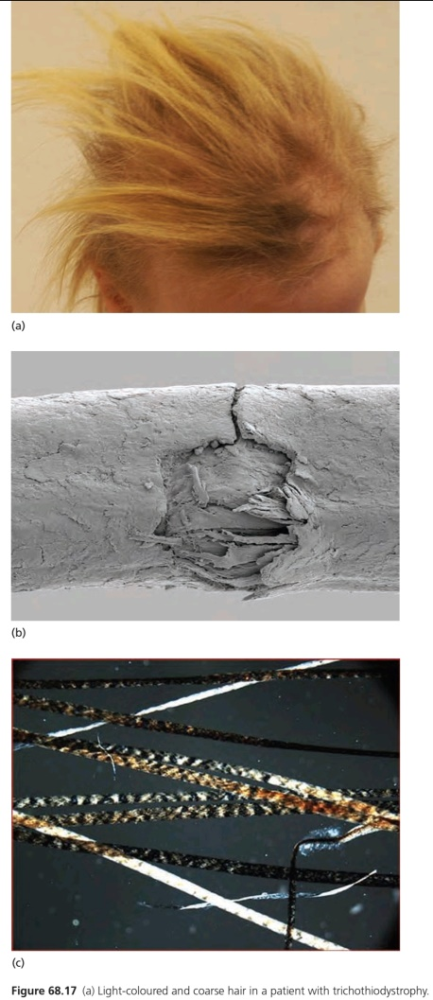 (a)
(b)
(c)
Figure 68.17 (a) Light-coloured and coarse hair in a patient with trichothiodystrophy.